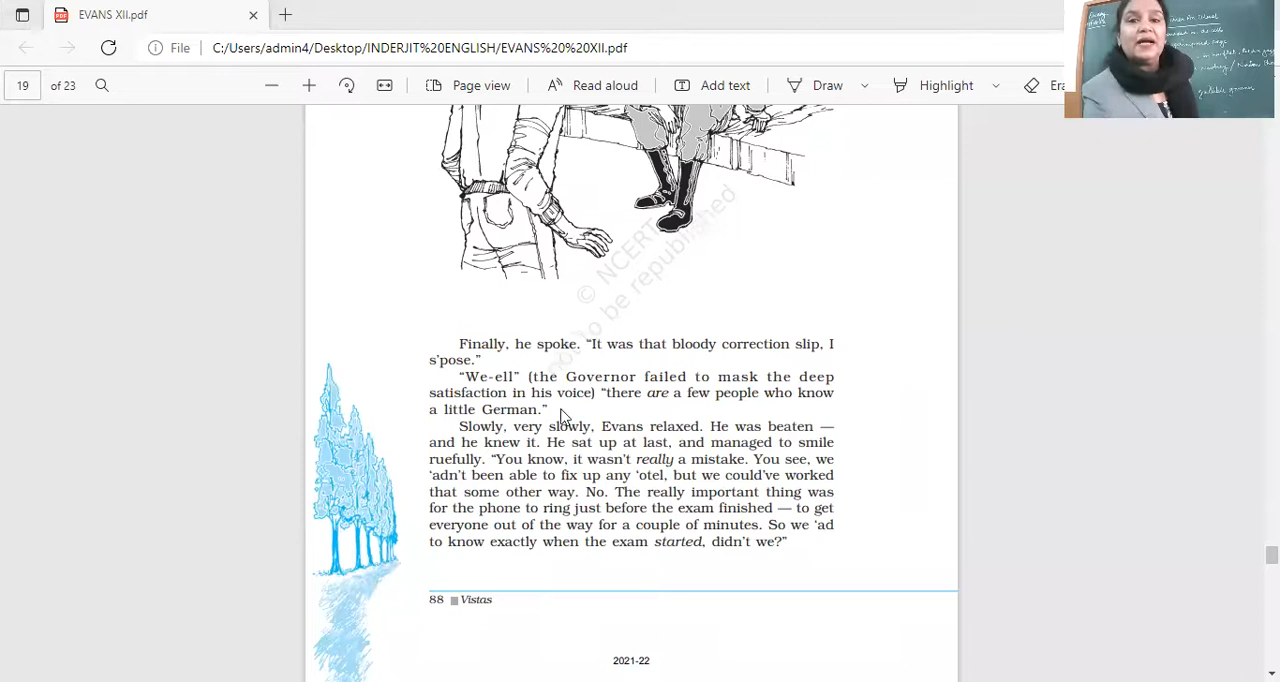 EVANS XII.pdf
File
C:/Users/admin4/Desktop/INDERJIT%20ENGLISH/EVANS%20%20XII.pdf
19 of 23
Page view
Read aloud
Add text
Draw
Highlight
Era
© NCERT
not to be republished
Finally, he spoke. “It was that bloody correction slip, I
s’pose.”
“We-ell” (the Governor failed to mask the deep
satisfaction in his voice) “there are a few people who know
a little German.”
Slowly, very slowly, Evans relaxed. He was beaten —
and he knew it. He sat up at last, and managed to smile
ruefully. “You know, it wasn’t really a mistake. You see, we
‘adn’t been able to fix up any ‘otel, but we could’ve worked
that some other way. No. The really important thing was
for the phone to ring just before the exam finished — to get
everyone out of the way for a couple of minutes. So we ‘ad
to know exactly when the exam started, didn’t we?”
88 Vistas
2021-22